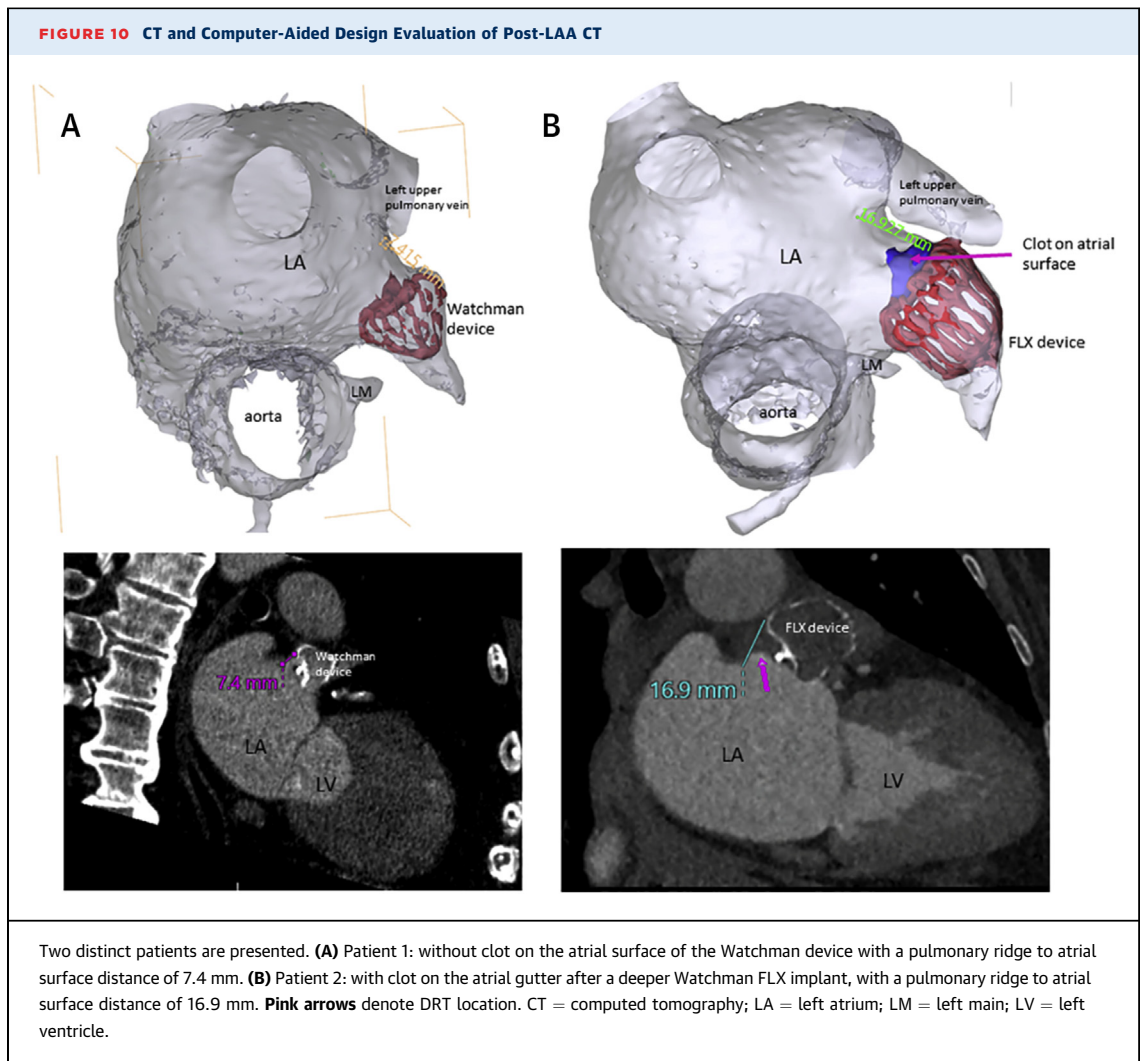 FIGURE 10 CT and Computer-Aided Design Evaluation of Post-LAA CT
A
Left upper
pulmonary vein
7.415 mm
LA
Watchman
device
LM
aorta
B
Left upper
pulmonary vein
16.927 mm
Clot on atrial
surface
LA
FLX device
LM
aorta
Watchman
device
7.4 mm
LA
LV
FLX device
16.9 mm
LA
LV
Two distinct patients are presented. (A) Patient 1: without clot on the atrial surface of the Watchman device with a pulmonary ridge to atrial
surface distance of 7.4 mm. (B) Patient 2: with clot on the atrial gutter after a deeper Watchman FLX implant, with a pulmonary ridge to atrial
surface distance of 16.9 mm. Pink arrows denote DRT location. CT = computed tomography; LA = left atrium; LM = left main; LV = left
ventricle.